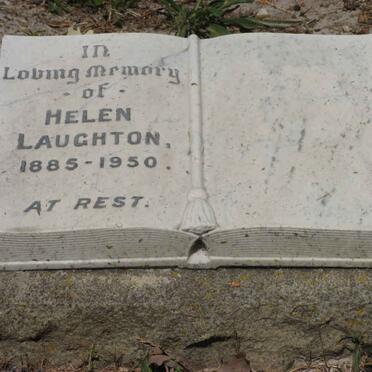 In
Loving Memory
· of ·
HELEN
LAUGHTON,
1885-1950.
AT REST.